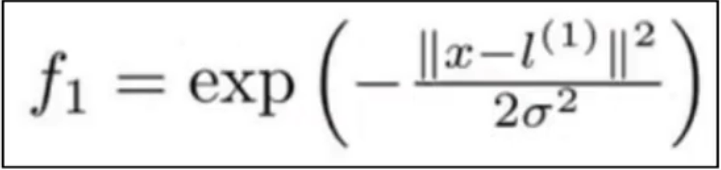 f₁ = exp (−‖x−l⁽¹⁾‖² / 2σ²)